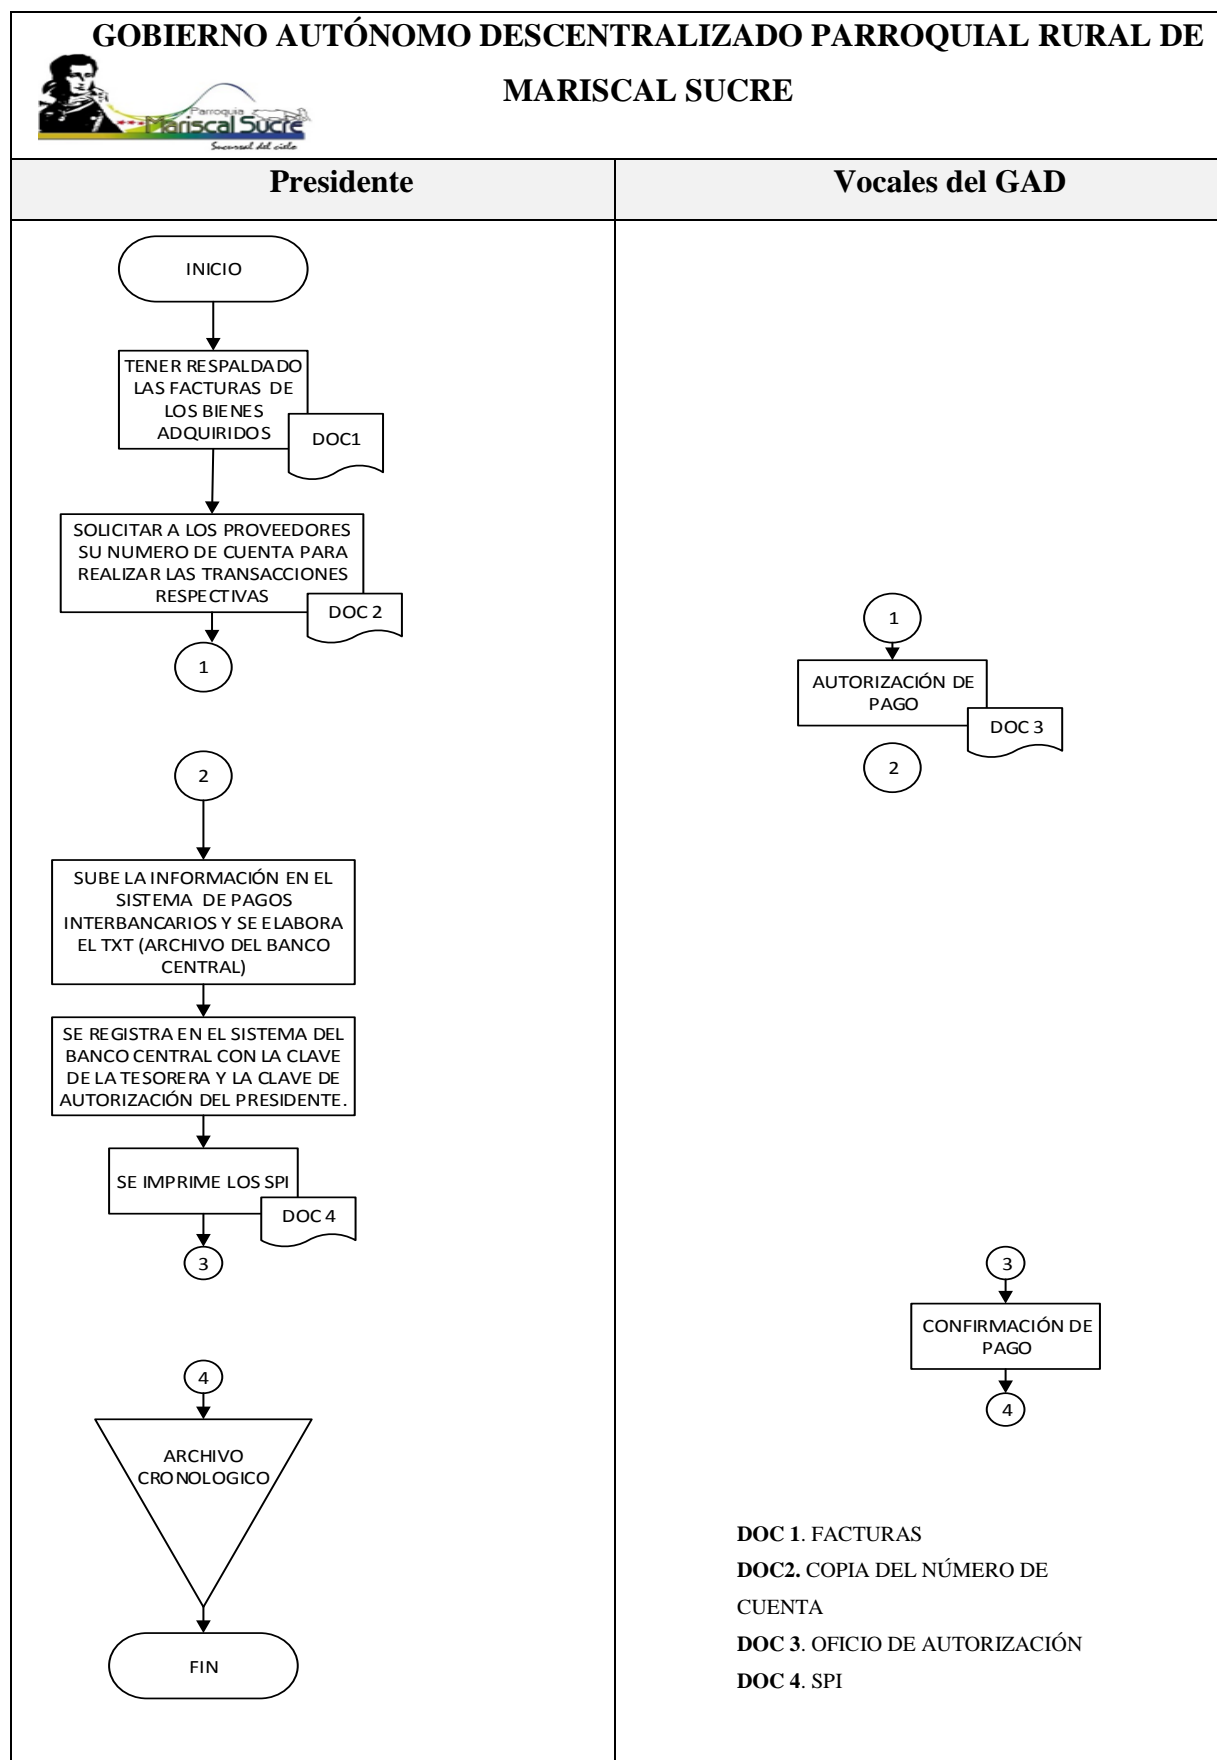 GOBIERNO AUTÓNOMO DESCENTRALIZADO PARROQUIAL RURAL DE
MARISCAL SUCRE
Parroquia
Mariscal Sucre
Sucursal del cielo
Presidente
Vocales del GAD
INICIO
TENER RESPALDADO
LAS FACTURAS DE
LOS BIENES
ADQUIRIDOS
DOC1
SOLICITAR A LOS PROVEEDORES
SU NUMERO DE CUENTA PARA
REALIZAR LAS TRANSACCIONES
RESPECTIVAS
DOC 2
1
1
AUTORIZACIÓN DE
PAGO
DOC 3
2
2
SUBE LA INFORMACIÓN EN EL
SISTEMA DE PAGOS
INTERBANCARIOS Y SE ELABORA
EL TXT (ARCHIVO DEL BANCO
CENTRAL)
SE REGISTRA EN EL SISTEMA DEL
BANCO CENTRAL CON LA CLAVE
DE LA TESORERA Y LA CLAVE DE
AUTORIZACIÓN DEL PRESIDENTE.
SE IMPRIME LOS SPI
DOC 4
3
3
CONFIRMACIÓN DE
PAGO
4
4
ARCHIVO
CRONOLOGICO
FIN
DOC 1. FACTURAS
DOC2. COPIA DEL NÚMERO DE
CUENTA
DOC 3. OFICIO DE AUTORIZACIÓN
DOC 4. SPI